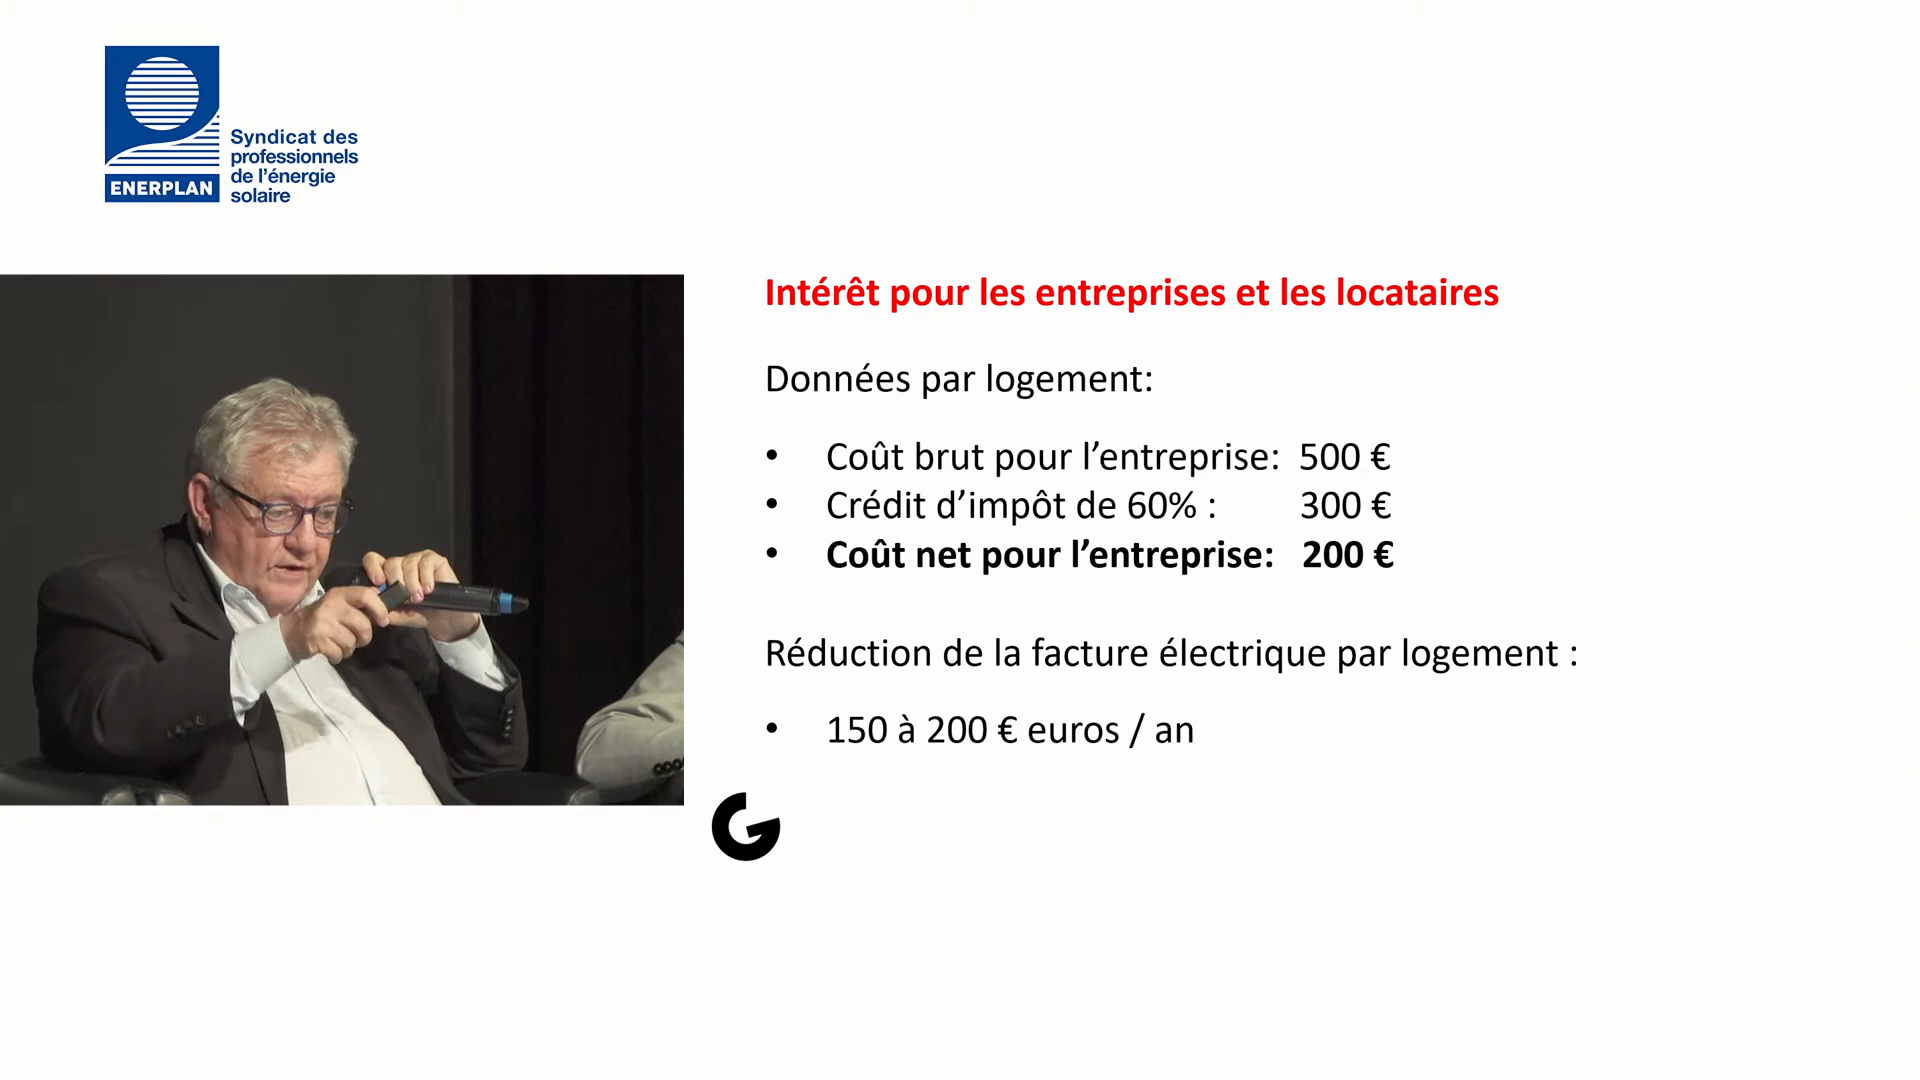 Syndicat des
professionnels
de l'énergie
solaire
ENERPLAN
Intérêt pour les entreprises et les locataires
Données par logement:
• Coût brut pour l’entreprise: 500 €
• Crédit d’impôt de 60% : 300 €
• Coût net pour l’entreprise: 200 €
Réduction de la facture électrique par logement :
• 150 à 200 € euros / an